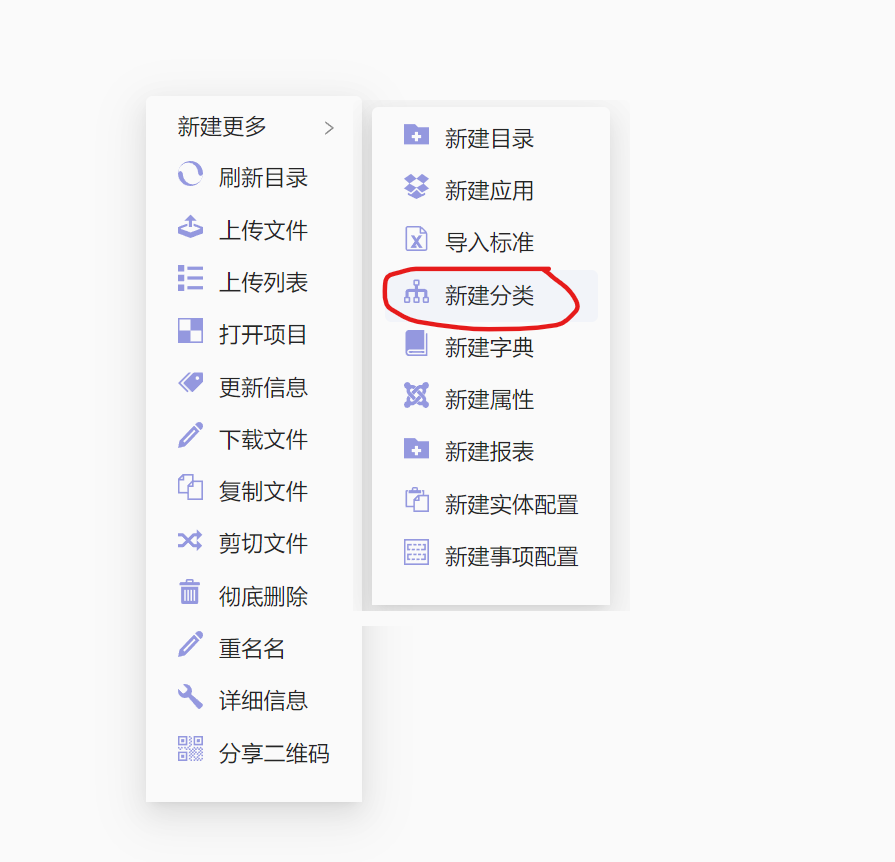 新建更多
刷新目录
上传文件
上传列表
打开项目
更新信息
下载文件
复制文件
剪切文件
彻底删除
重名名
详细信息
分享二维码
新建目录
新建应用
导入标准
新建分类
新建字典
新建属性
新建报表
新建实体配置
新建事项配置